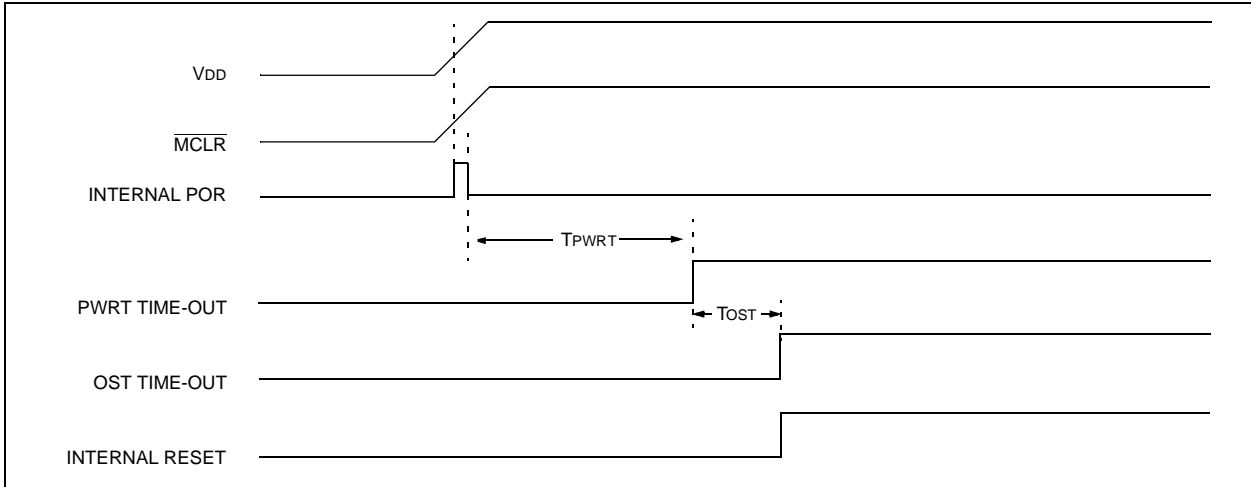 VDD
MCLR
INTERNAL POR
TPWRT
PWRT TIME-OUT
TOST
OST TIME-OUT
INTERNAL RESET